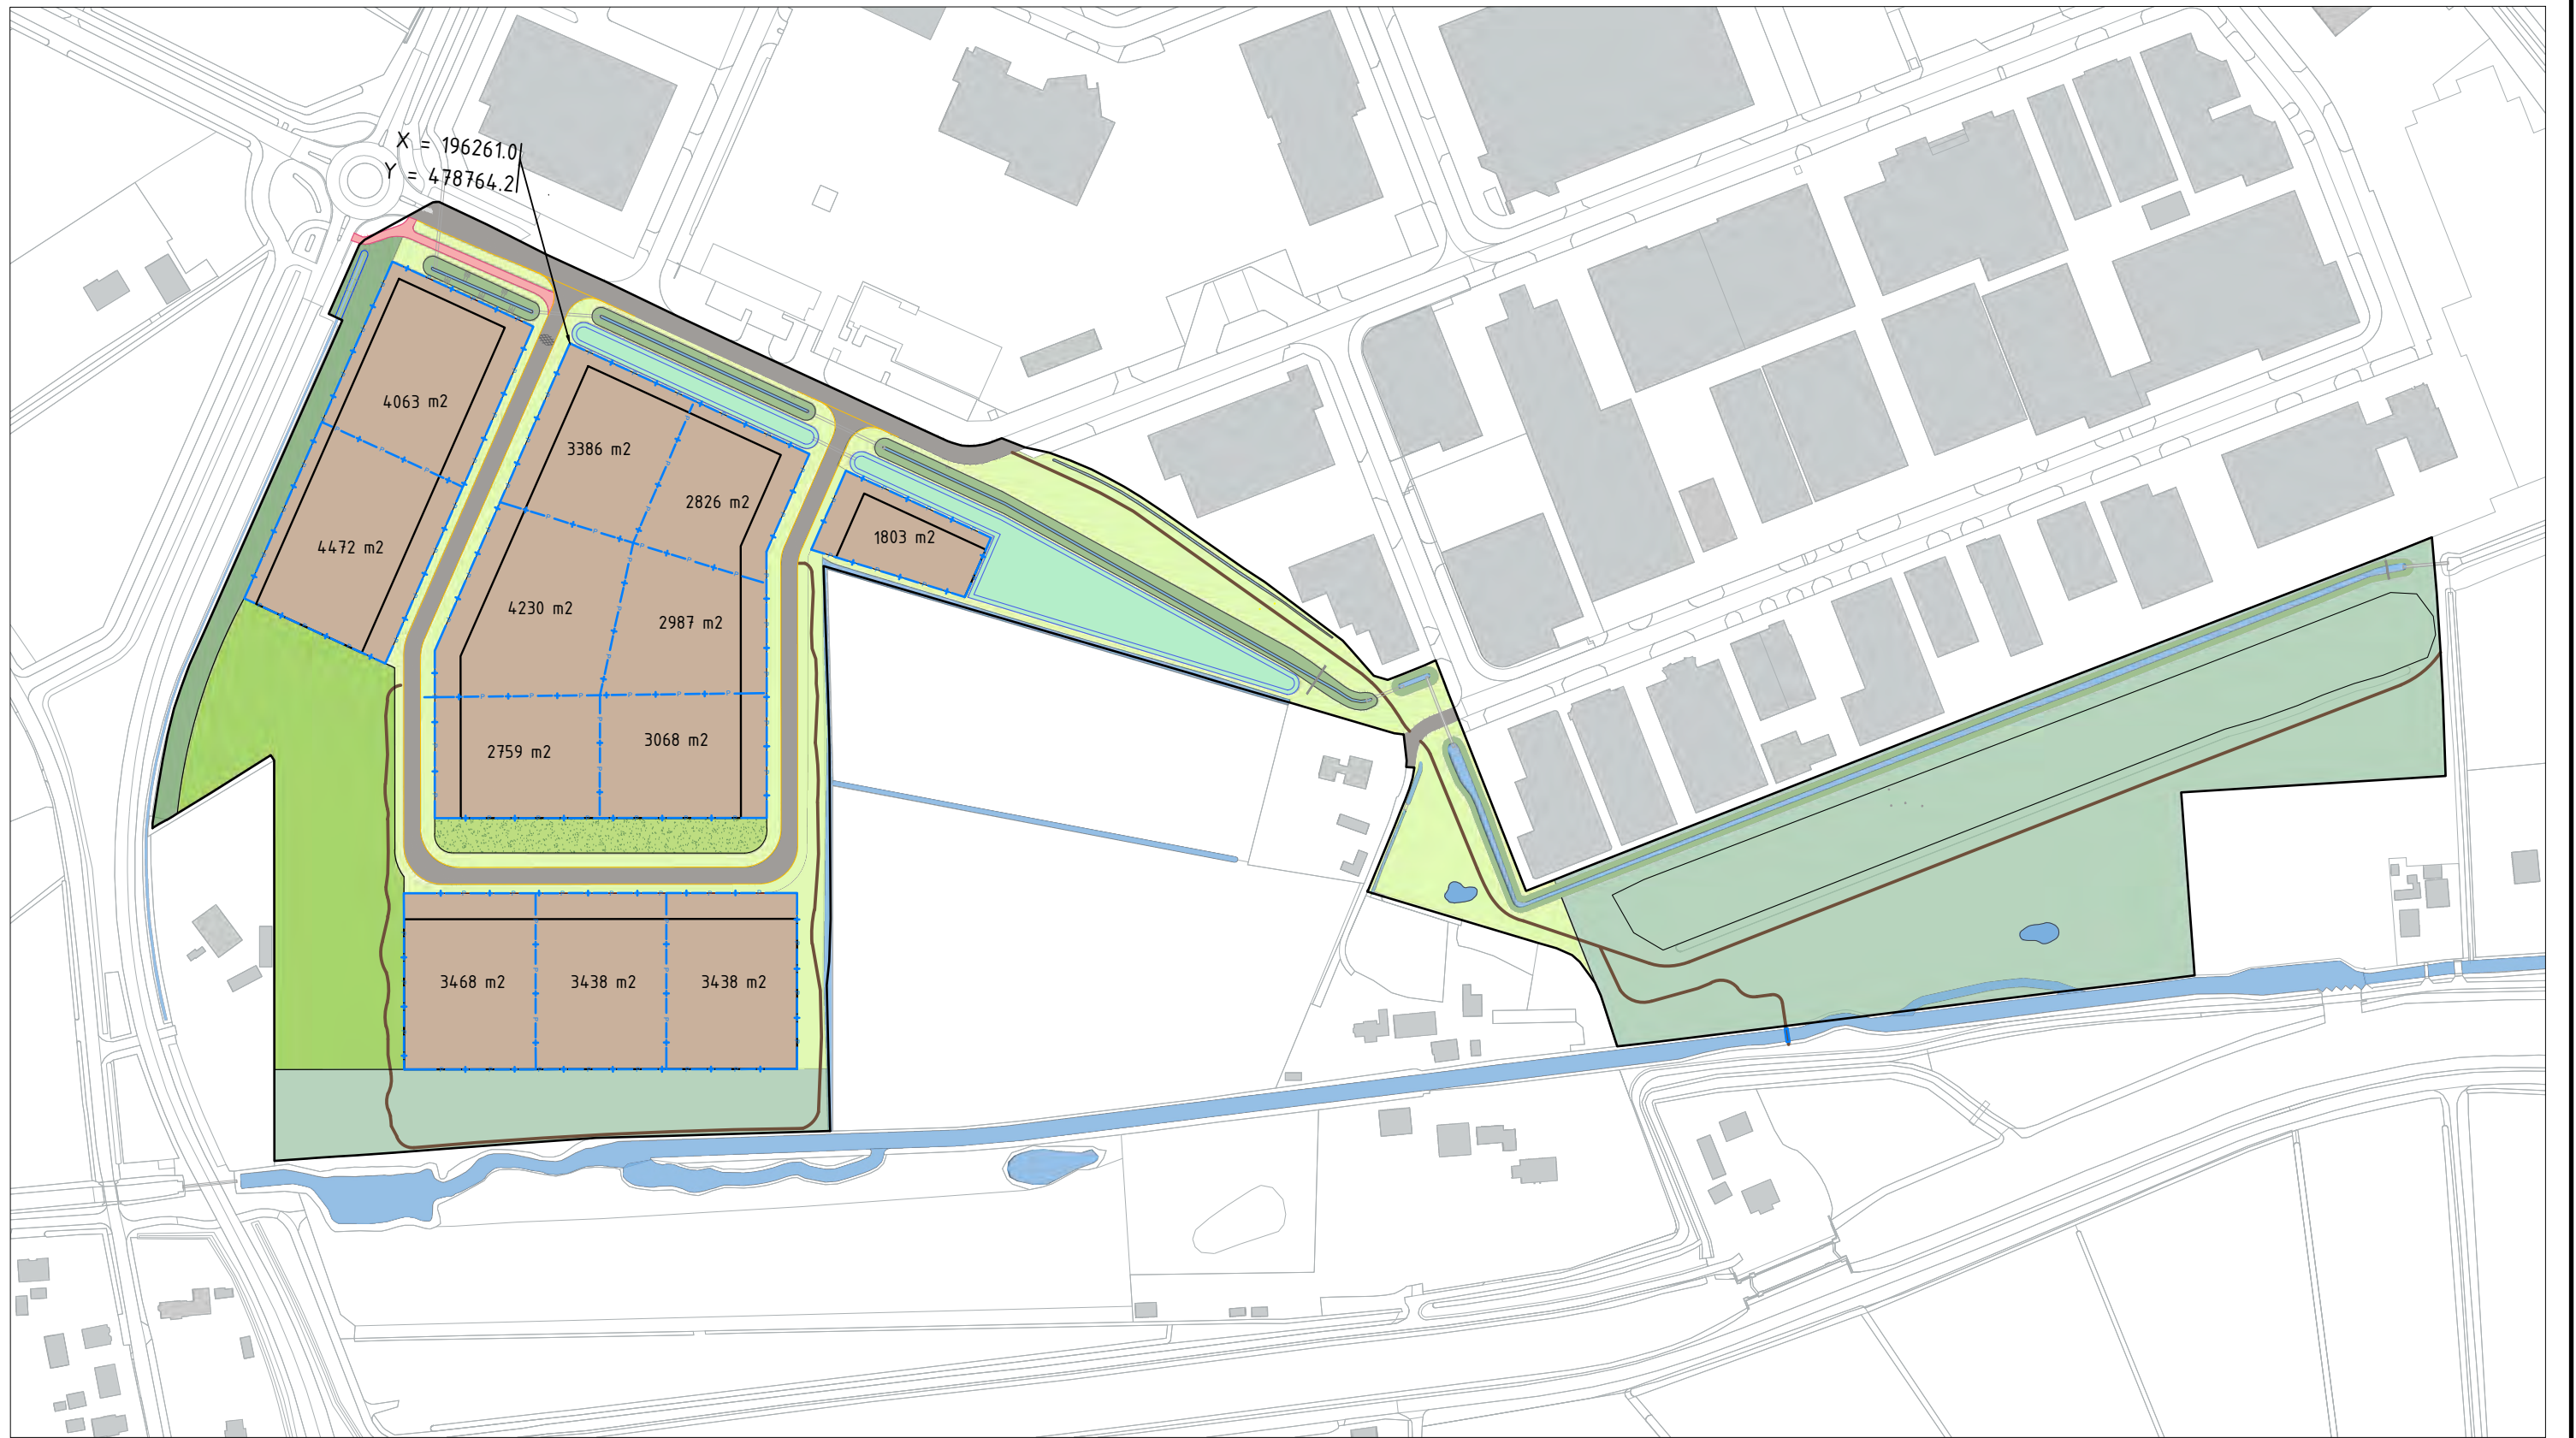 X = 196261.0
Y = 478764.2
4063 m2
3386 m2
2826 m2
1803 m2
4472 m2
4230 m2
2987 m2
2759 m2
3068 m2
3468 m2
3438 m2
3438 m2